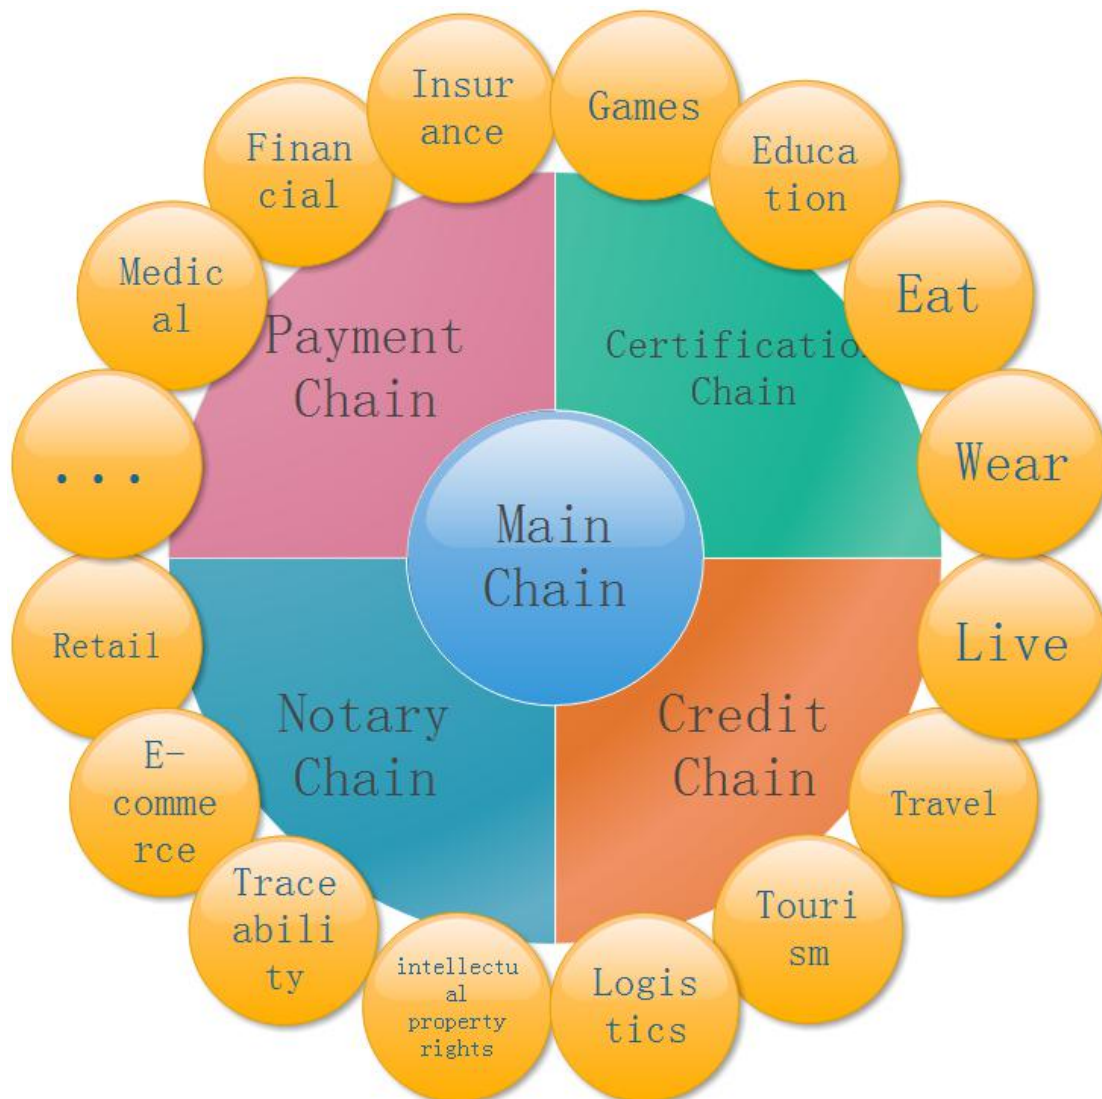 Insur
ance
Games
Finan
cial
Educa
tion
Medic
al
Eat
Payment
Chain
Certificatio
Chain
. . .
Wear
Main
Chain
Retail
Live
Notary
Chain
Credit
Chain
E-
comme
rce
Travel
Trace
abili
ty
Touri
sm
intellectu
al
property
rights
Logis
tics